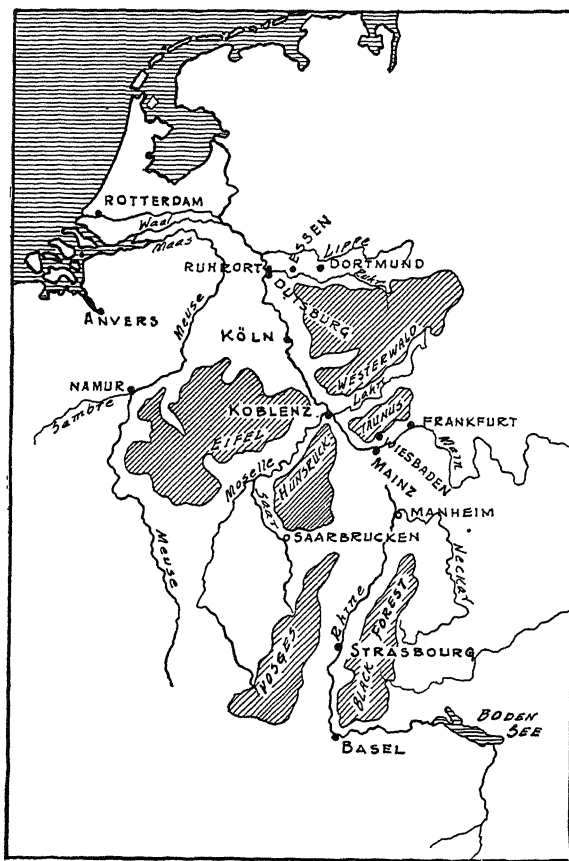 ROTTERDAM
Waal
Maas
ESSEN
Lippe
RUHRORT
DORTMUND
Ruhr
DUISBURG
ANVERS
Meuse
KÖLN
WESTERWALD
NAMUR
Sambre
Lahn
KOBLENZ
TAUNUS
FRANKFURT
EIFEL
WIESBADEN
Main
MAINZ
Moselle
HUNSRUCK
Saar
MANHEIM
SAARBRUCKEN
Meuse
Neckar
Rhine
BLACK FOREST
STRASBOURG
VOSGES
BODEN
SEE
BASEL